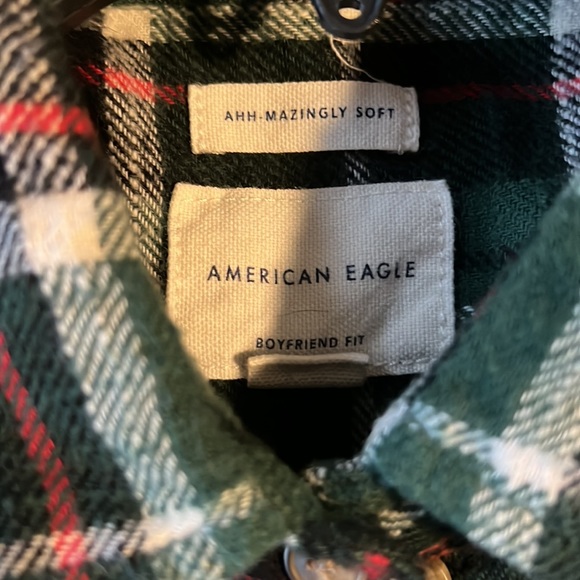 AHH-MAZINGLY SOFT
AMERICAN EAGLE
BOYFRIEND FIT